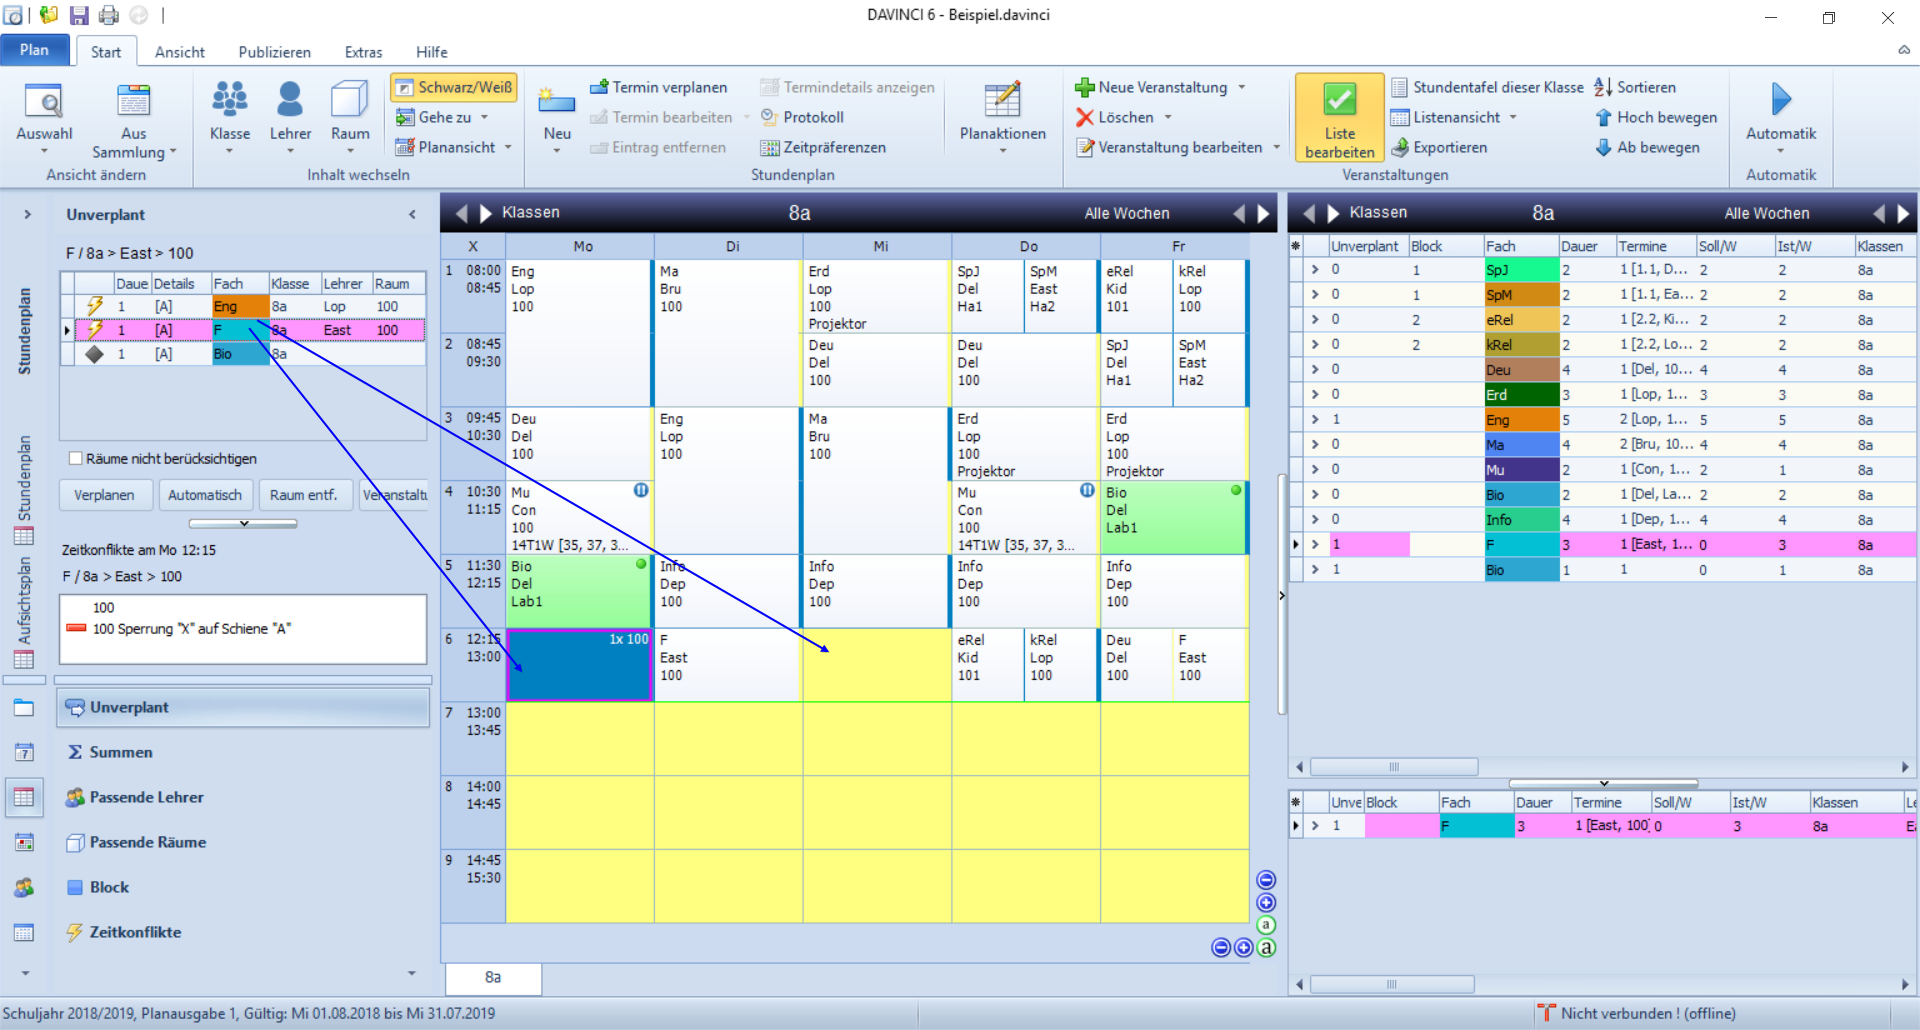 DAVINCI 6 - Beispiel.davinci
Plan Start Ansicht Publizieren Extras Hilfe
Auswahl
Aus Sammlung
Ansicht ändern
Klasse Lehrer Raum
Schwarz/Weiß
Gehe zu
Planansicht
Inhalt wechseln
Neu
Termin verplanen
Termin bearbeiten
Eintrag entfernen
Termindetails anzeigen
Protokoll
Zeitpräferenzen
Planaktionen
Stundenplan
Neue Veranstaltung
Löschen
Veranstaltung bearbeiten
Liste bearbeiten
Stundentafel dieser Klasse
Listenansicht
Exportieren
Sortieren
Hoch bewegen
Ab bewegen
Veranstaltungen
Automatik
Automatik
Stundenplan
Stundenplan
Aufsichtsplan
Unverplant
F / 8a > East > 100
Daue Details Fach Klasse Lehrer Raum
1 [A] Eng 8a Lop 100
1 [A] F 8a East 100
1 [A] Bio 8a
Räume nicht berücksichtigen
Verplanen Automatisch Raum entf. Veranstaltu
Zeitkonflikte am Mo 12:15
F / 8a > East > 100
100
100 Sperrung "X" auf Schiene "A"
Unverplant
Summen
Passende Lehrer
Passende Räume
Block
Zeitkonflikte
Klassen 8a Alle Wochen
X Mo Di Mi Do Fr
1 08:00 08:45
Eng Lop 100
Ma Bru 100
Erd Lop 100 Projektor
SpJ Del Ha1
SpM East Ha2
eRel Kid 101
kRel Lop 100
2 08:45 09:30
Deu Del 100
Deu Del 100
SpJ Del Ha1
SpM East Ha2
3 09:45 10:30
Deu Del 100
Eng Lop 100
Ma Bru 100
Erd Lop 100 Projektor
Erd Lop 100 Projektor
4 10:30 11:15
Mu Con 100 14T1W [35, 37, 3...
Mu Con 100 14T1W [35, 37, 3...
Bio Del Lab1
5 11:30 12:15
Bio Del Lab1
Info Dep 100
Info Dep 100
Info Dep 100
Info Dep 100
6 12:15 13:00
1x 100
F East 100
eRel Kid 101
kRel Lop 100
Deu Del 100
F East 100
7 13:00 13:45
8 14:00 14:45
9 14:45 15:30
a
a
8a
Klassen 8a Alle Wochen
Unverplant Block Fach Dauer Termine Soll/W Ist/W Klassen
0 1 SpJ 2 1 [1.1, D... 2 2 8a
0 1 SpM 2 1 [1.1, Ea... 2 2 8a
0 2 eRel 2 1 [2.2, Ki... 2 2 8a
0 2 kRel 2 1 [2.2, Lo... 2 2 8a
0 Deu 4 1 [Del, 10... 4 4 8a
0 Erd 3 1 [Lop, 1... 3 3 8a
1 Eng 5 2 [Lop, 1... 5 5 8a
0 Ma 4 2 [Bru, 10... 4 4 8a
0 Mu 2 1 [Con, 1... 2 1 8a
0 Bio 2 1 [Del, La... 2 2 8a
0 Info 4 1 [Dep, 1... 4 4 8a
1 F 3 1 [East, 1... 0 3 8a
1 Bio 1 1 0 1 8a
Unve Block Fach Dauer Termine Soll/W Ist/W Klassen Le
1 F 3 1 [East, 100] 0 3 8a Ea
Schuljahr 2018/2019, Planausgabe 1, Gültig: Mi 01.08.2018 bis Mi 31.07.2019
Nicht verbunden ! (offline)